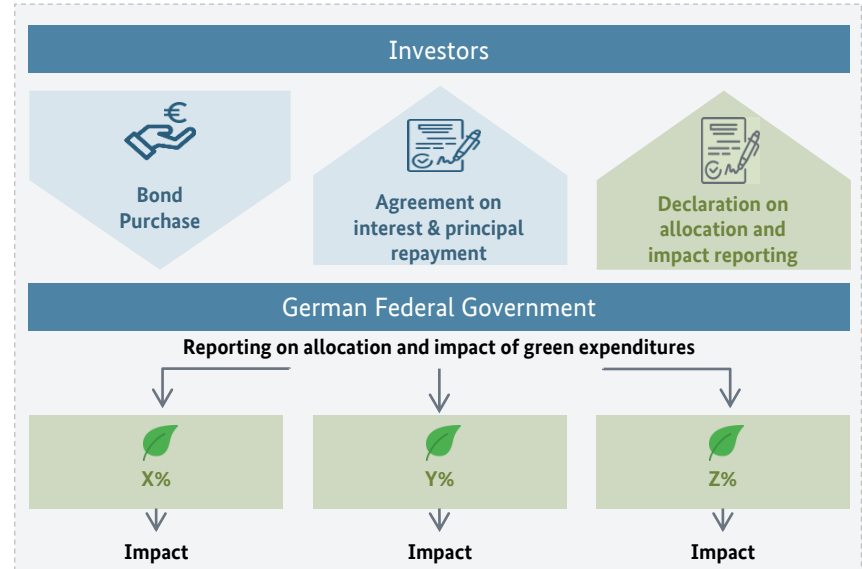 Investors
€
Bond
Purchase
Agreement on
interest & principal
repayment
Declaration on
allocation and
impact reporting
German Federal Government
Reporting on allocation and impact of green expenditures
X%
Y%
Z%
Impact
Impact
Impact